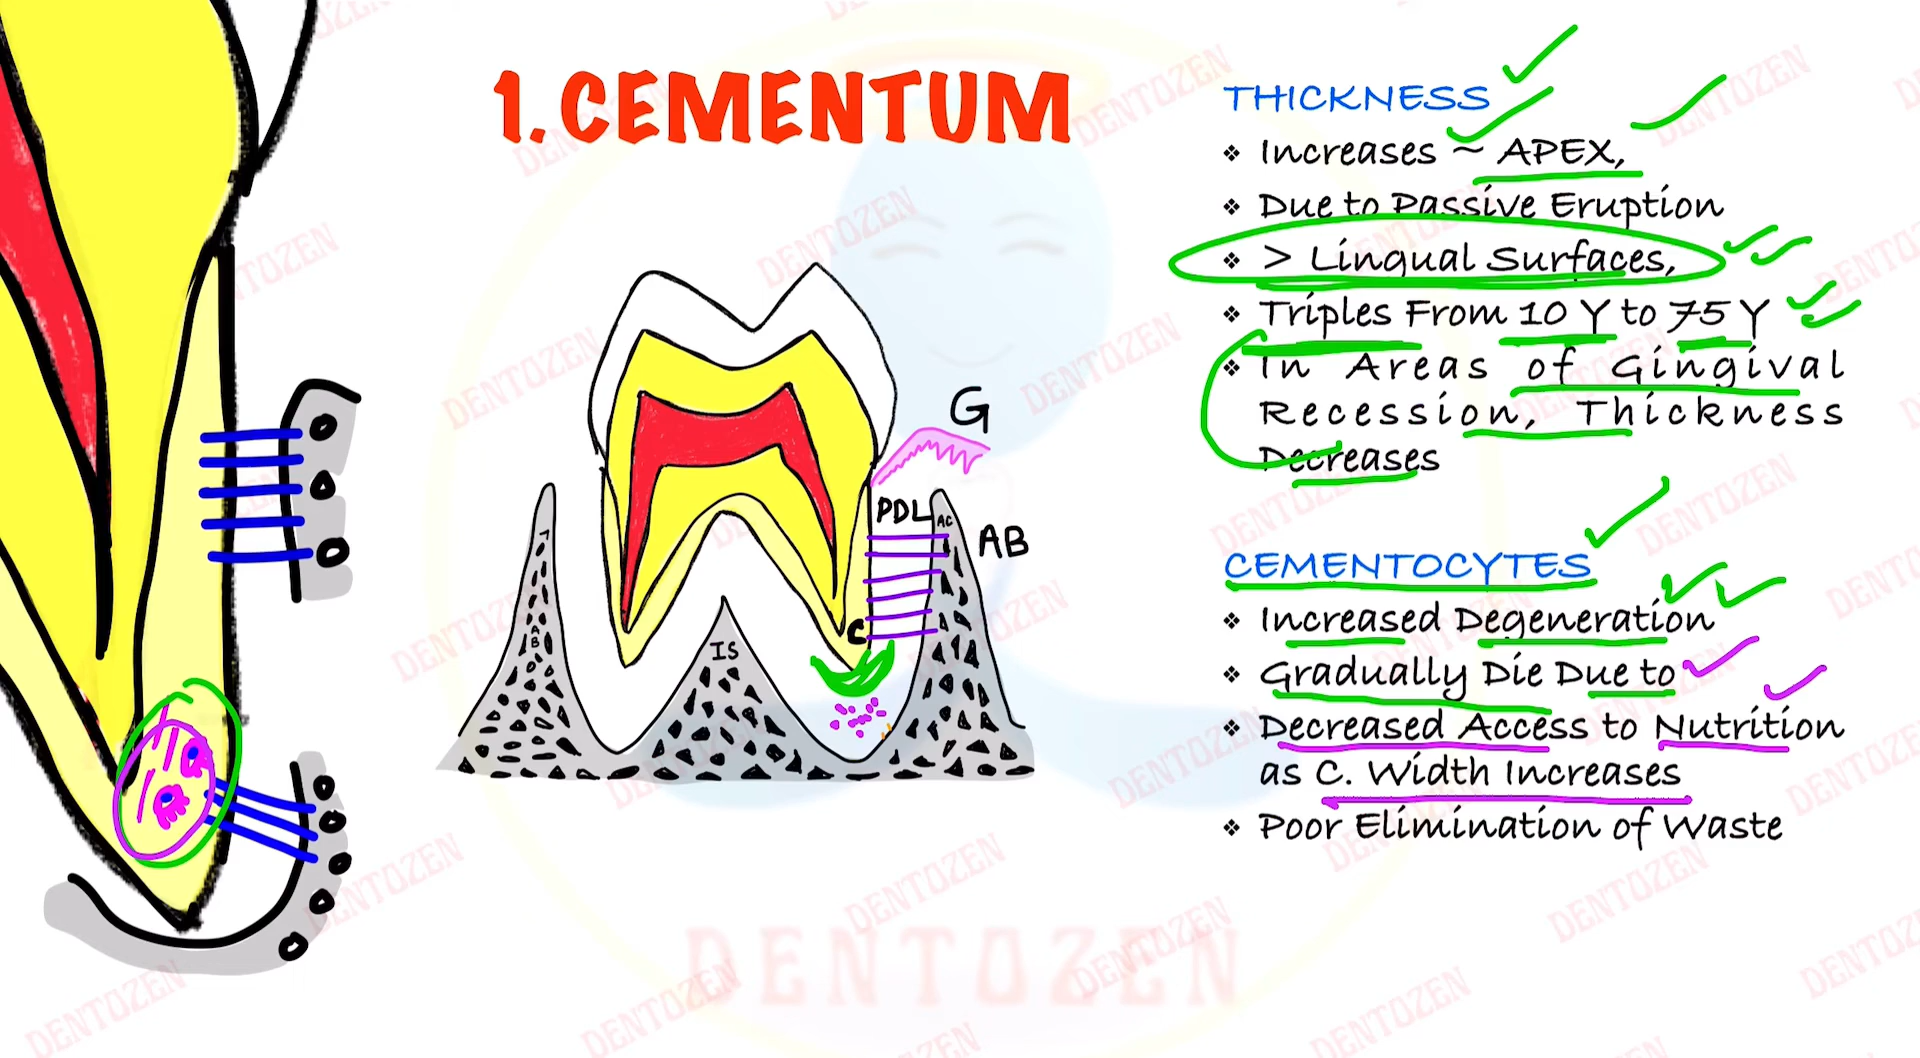 1. CEMENTUM
THICKNESS
❖ Increases ~ APEX,
❖ Due to Passive Eruption
❖ > Lingual Surfaces,
❖ Triples From 10 Y to 75 Y
❖ In Areas of Gingival
Recession, Thickness
Decreases
CEMENTOCYTES
❖ Increased Degeneration
❖ Gradually Die Due to
❖ Decreased Access to Nutrition
as C. Width Increases
❖ Poor Elimination of Waste
G
PDL
AC
AB
C
IS
A
B
DENTOZEN